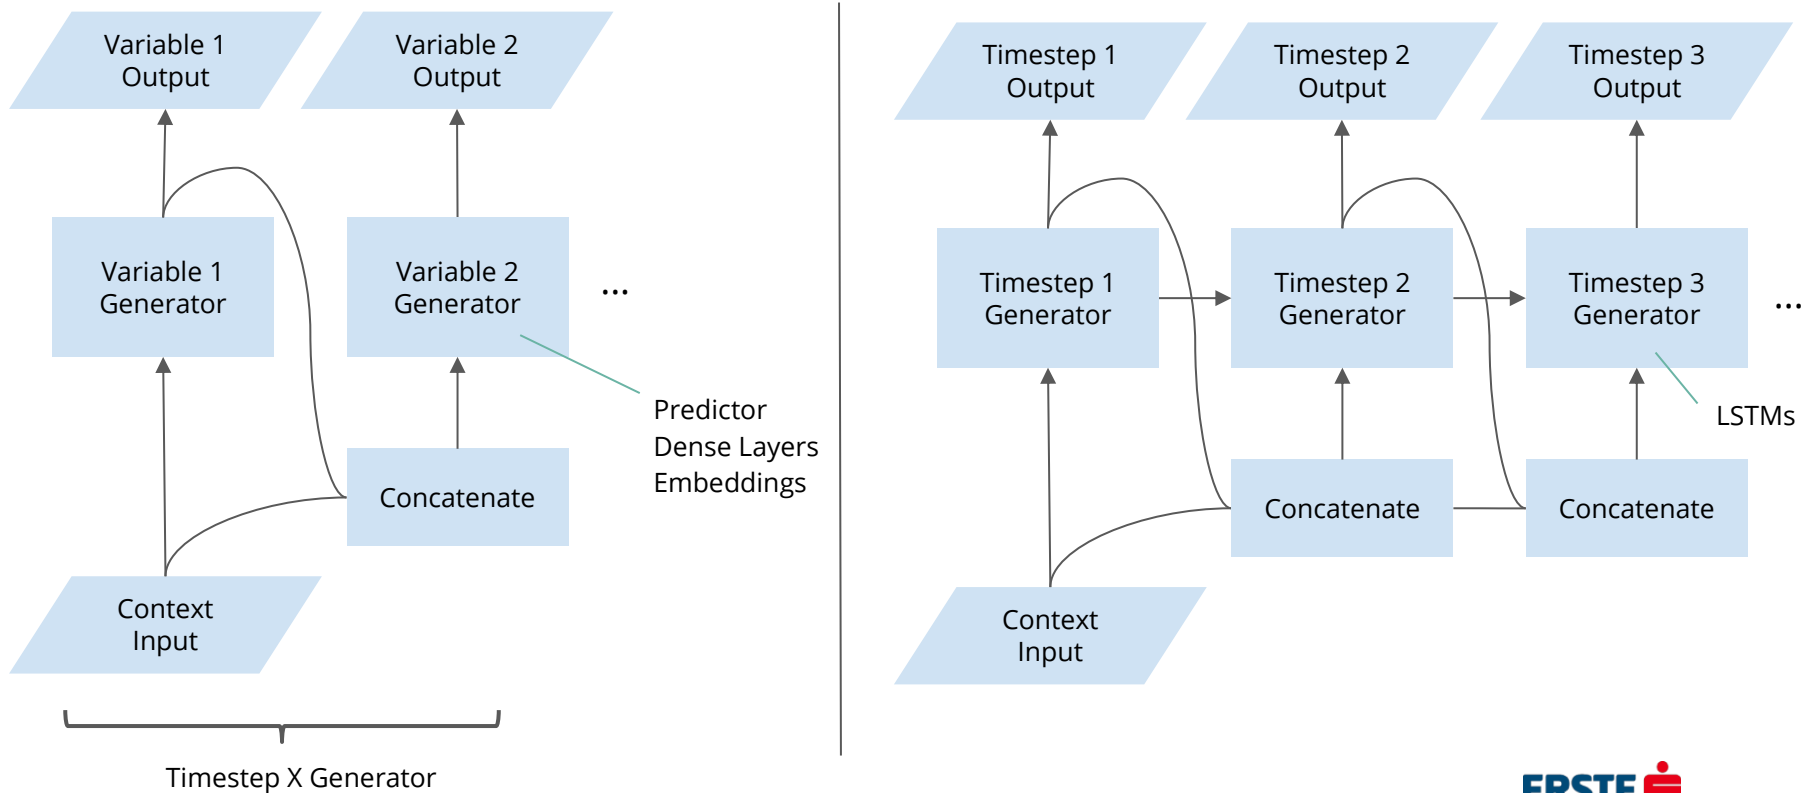 Variable 1
Output
Variable 2
Output
Variable 1
Generator
Variable 2
Generator
...
Predictor
Dense Layers
Embeddings
Concatenate
Context
Input
Timestep X Generator
Timestep 1
Output
Timestep 2
Output
Timestep 3
Output
Timestep 1
Generator
Timestep 2
Generator
Timestep 3
Generator
...
LSTMs
Concatenate
Concatenate
Context
Input
ERSTE